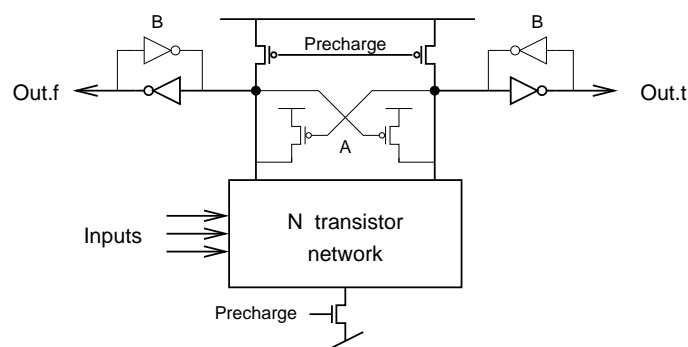 B
B
Precharge
Out.f
Out.t
A
N transistor
network
Inputs
Precharge